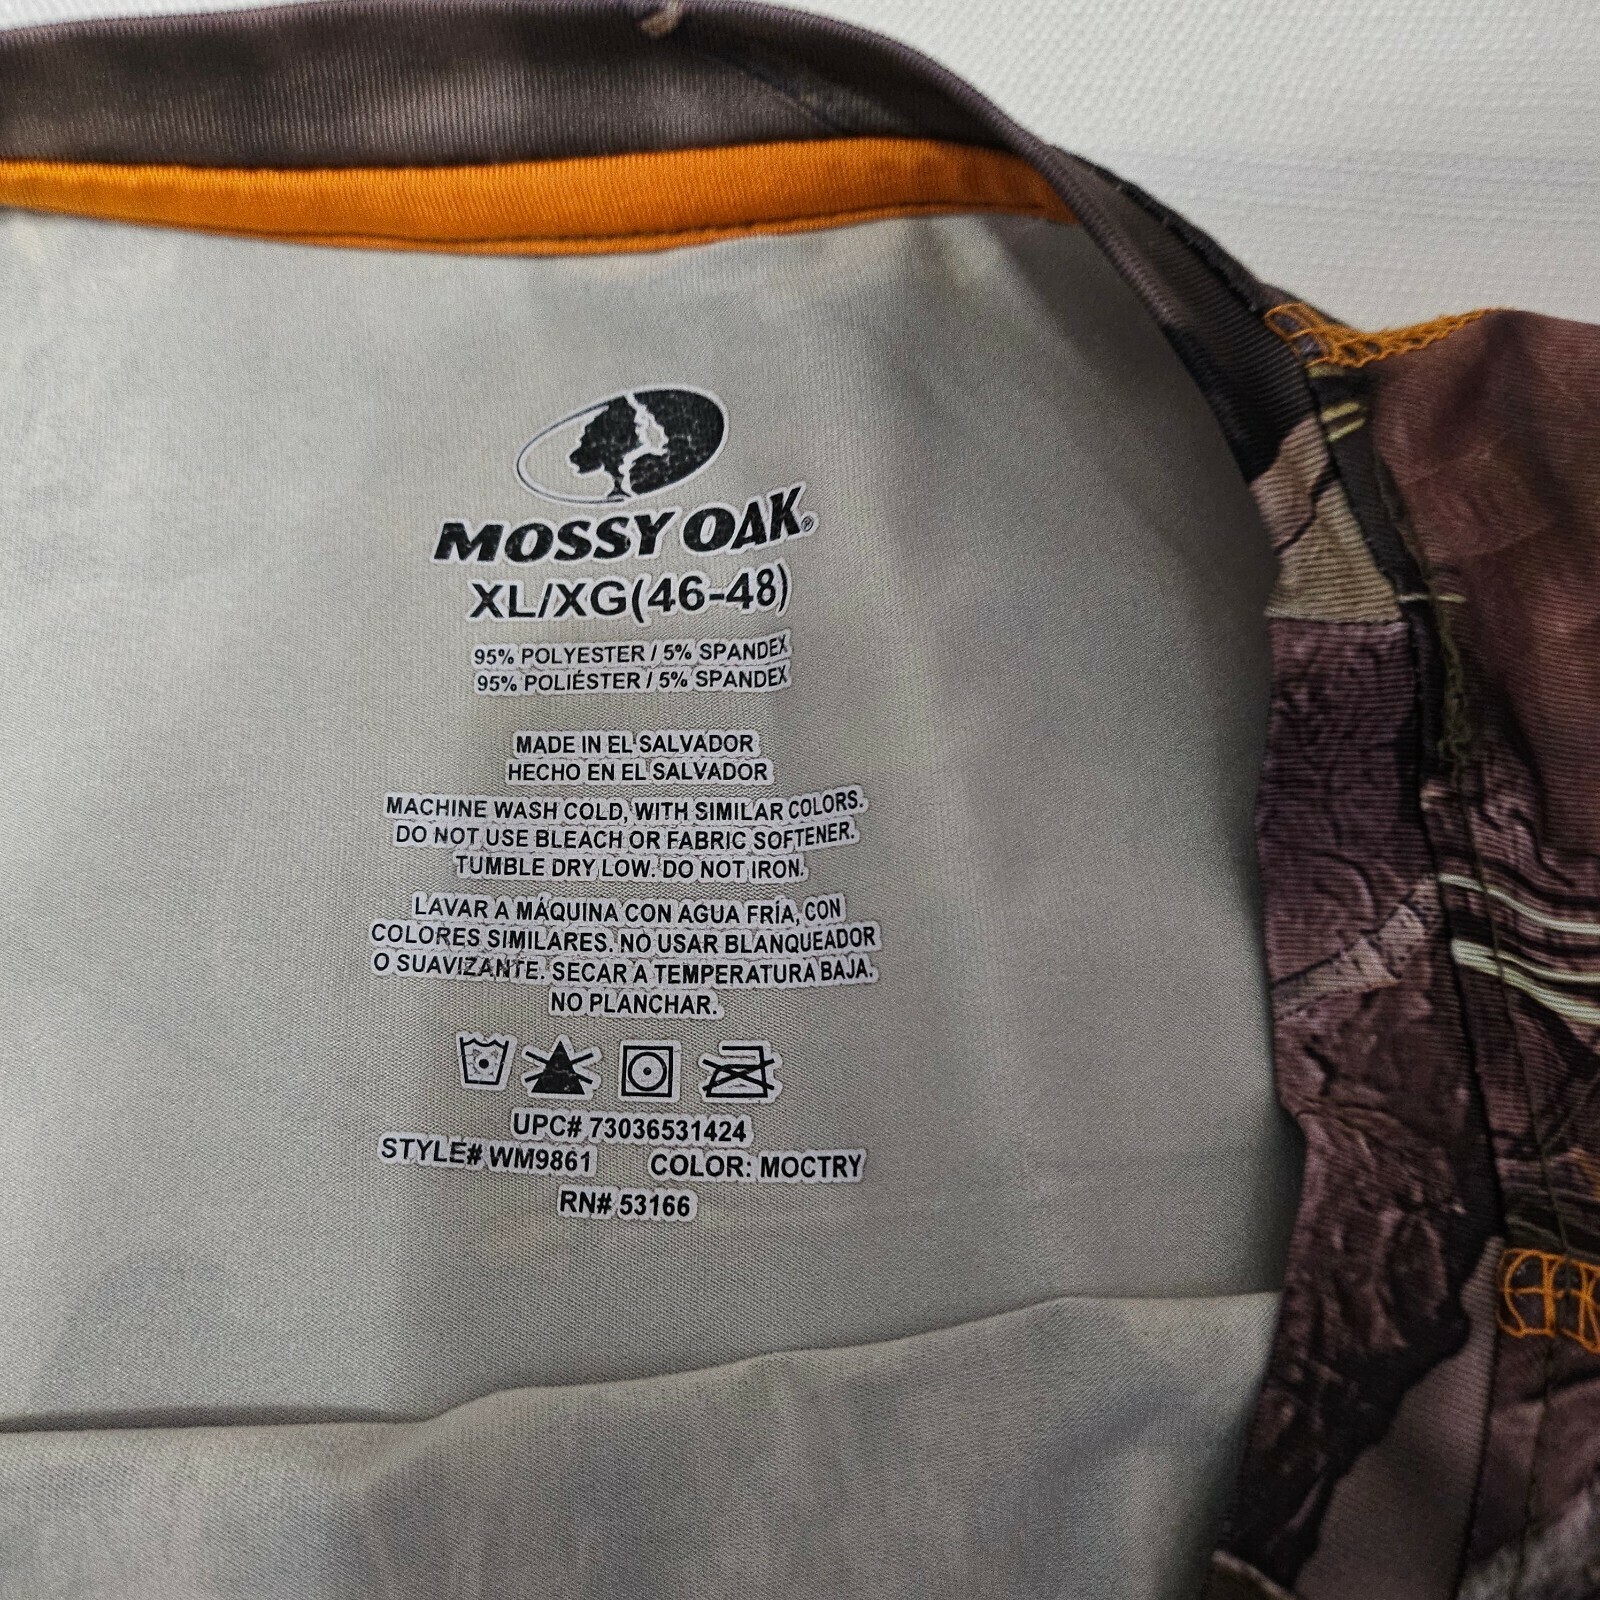 MOSSY OAK®
XL/XG(46-48)
95% POLYESTER / 5% SPANDEX
95% POLIÉSTER / 5% SPANDEX
MADE IN EL SALVADOR
HECHO EN EL SALVADOR
MACHINE WASH COLD, WITH SIMILAR COLORS.
DO NOT USE BLEACH OR FABRIC SOFTENER.
TUMBLE DRY LOW. DO NOT IRON.
LAVAR A MÁQUINA CON AGUA FRÍA, CON
COLORES SIMILARES. NO USAR BLANQUEADOR
O SUAVIZANTE. SECAR A TEMPERATURA BAJA.
NO PLANCHAR.
UPC# 73036531424
STYLE# WM9861 COLOR: MOCTRY
RN# 53166